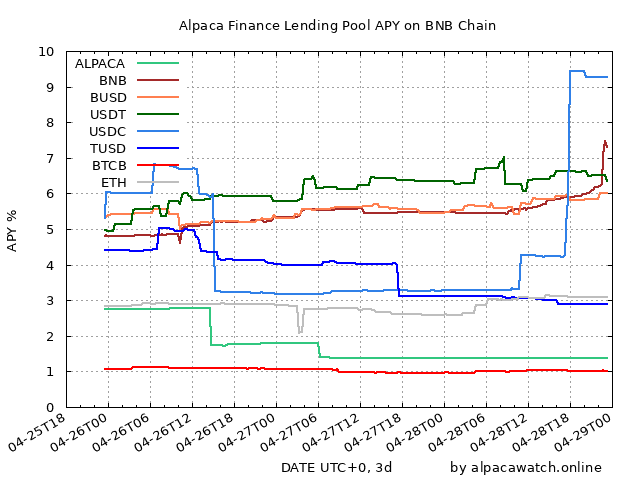 Alpaca Finance Lending Pool APY on BNB Chain
APY %
10
9
8
7
6
5
4
3
2
1
0
ALPACA
BNB
BUSD
USDT
USDC
TUSD
BTCB
ETH
04-25T18
04-26T00
04-26T06
04-26T12
04-26T18
04-27T00
04-27T06
04-27T12
04-27T18
04-28T00
04-28T06
04-28T12
04-28T18
04-29T00
DATE UTC+0, 3d
by alpacawatch.online